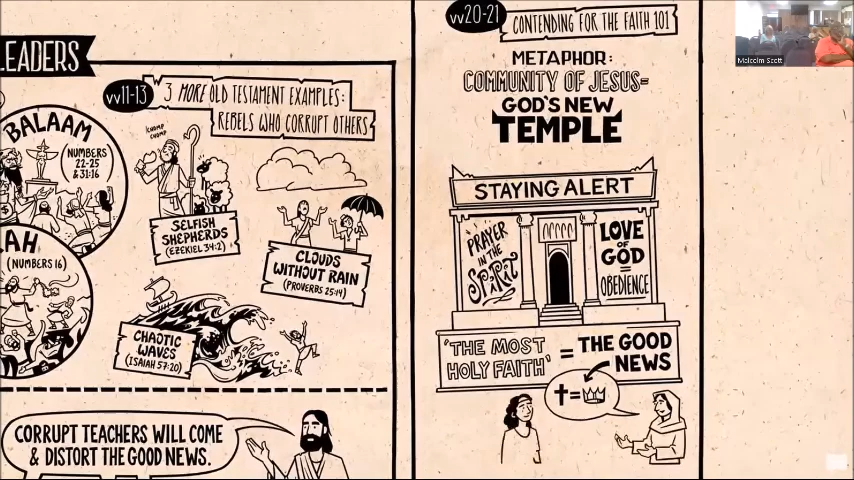 LEADERS
vv11-13
3 MORE OLD TESTAMENT EXAMPLES:
REBELS WHO CORRUPT OTHERS
BALAAM
(NUMBERS
22-25
& 31:16
CHOMP
CHOMP
SELFISH
SHEPHERDS
(EZEKIEL 34:2)
CLOUDS
WITHOUT RAIN
(PROVERBS 25:14)
AH
(NUMBERS 16)
CHAOTIC
WAVES
(ISAIAH 57:20)
CORRUPT TEACHERS WILL COME
& DISTORT THE GOOD NEWS.
vv20-21
CONTENDING FOR THE FAITH 101
METAPHOR:
COMMUNITY OF JESUS=
GOD'S NEW
TEMPLE
STAYING ALERT
PRAYER
IN THE
SPIRIT
LOVE
OF
GOD
=
OBEDIENCE
'THE MOST
HOLY FAITH'
= THE GOOD
NEWS
Malcolm Scott